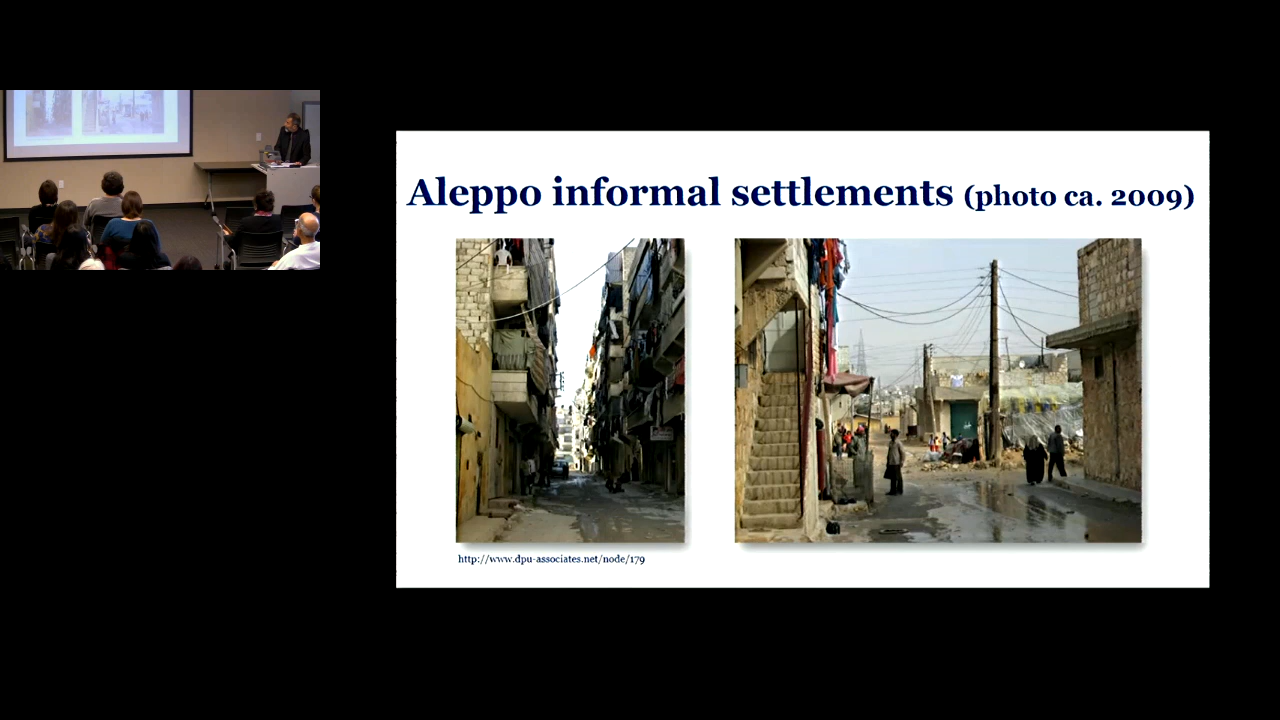 Aleppo informal settlements (photo ca. 2009)
http://www.dpu-associates.net/node/179